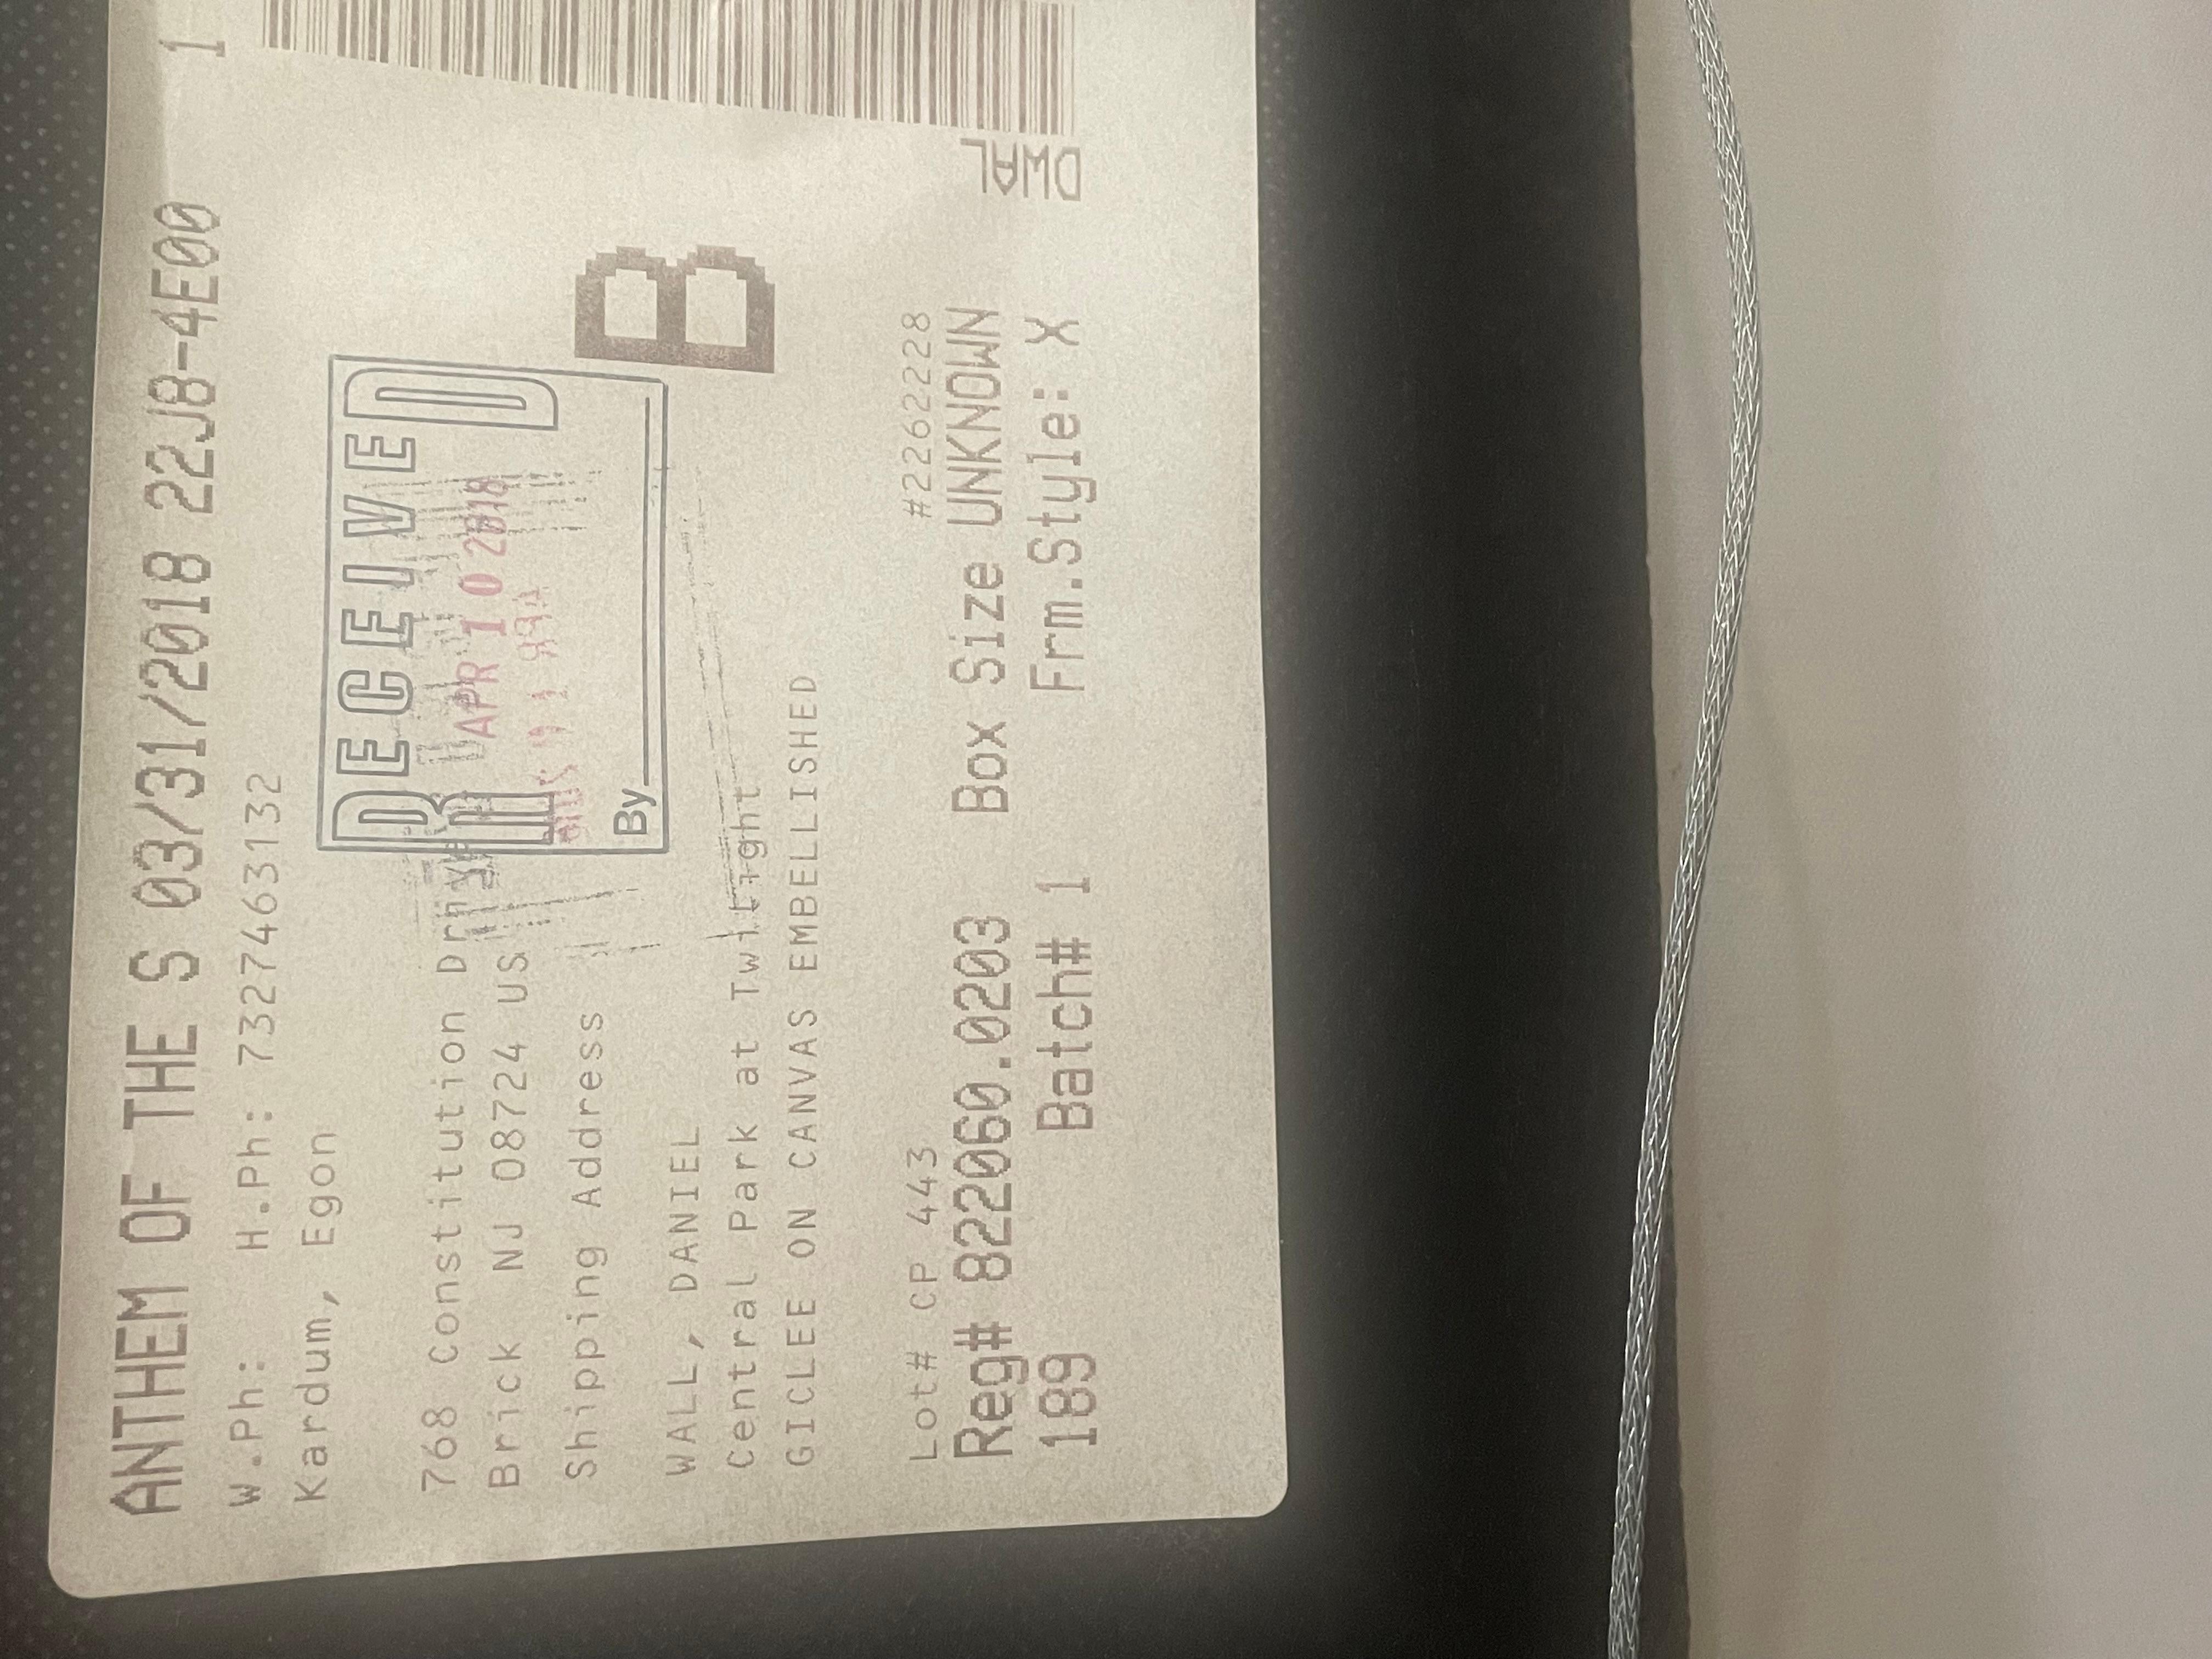 ANTHEM OF THE S 03/31/2018 22J8-4E00 1
W.Ph: H.Ph: 7327463132
Kardum, Egon
RECEIVED
APR 10 2018
By
768 Constitution Drive
Brick NJ 08724 US
Shipping Address
B
WALL, DANIEL
Central Park at Twilight
GICLEE ON CANVAS EMBELLISHED
DWAL
Lot# CP 443 #22262228
Reg# 822060.0203 Box Size UNKNOWN
189 Batch# 1 Frm.Style: X